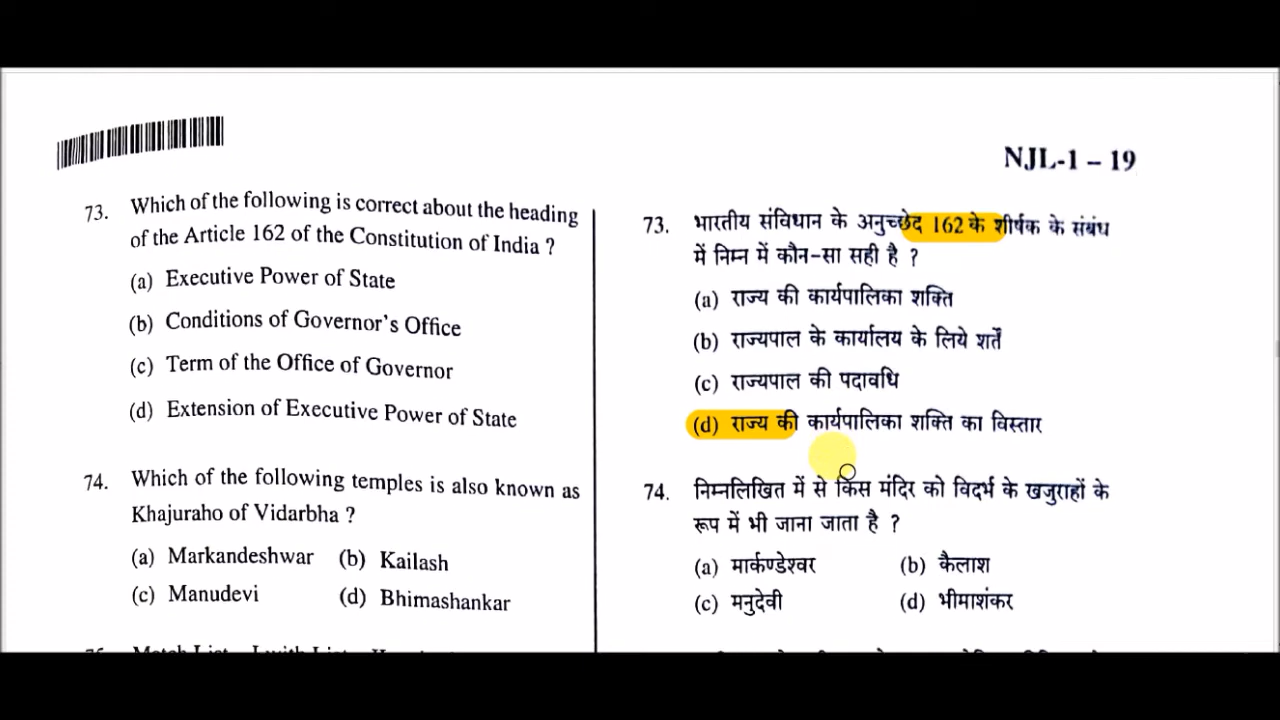 NJL-1 – 19
73. Which of the following is correct about the heading
of the Article 162 of the Constitution of India ?
(a) Executive Power of State
(b) Conditions of Governor's Office
(c) Term of the Office of Governor
(d) Extension of Executive Power of State
74. Which of the following temples is also known as
Khajuraho of Vidarbha ?
(a) Markandeshwar (b) Kailash
(c) Manudevi (d) Bhimashankar
73. भारतीय संविधान के अनुच्छेद 162 के शीर्षक के संबंध
में निम्न में कौन-सा सही है ?
(a) राज्य की कार्यपालिका शक्ति
(b) राज्यपाल के कार्यालय के लिये शर्तें
(c) राज्यपाल की पदावधि
(d) राज्य की कार्यपालिका शक्ति का विस्तार
74. निम्नलिखित में से किस मंदिर को विदर्भ के खजुराहों के
रूप में भी जाना जाता है ?
(a) मार्कण्डेश्वर (b) कैलाश
(c) मनुदेवी (d) भीमाशंकर